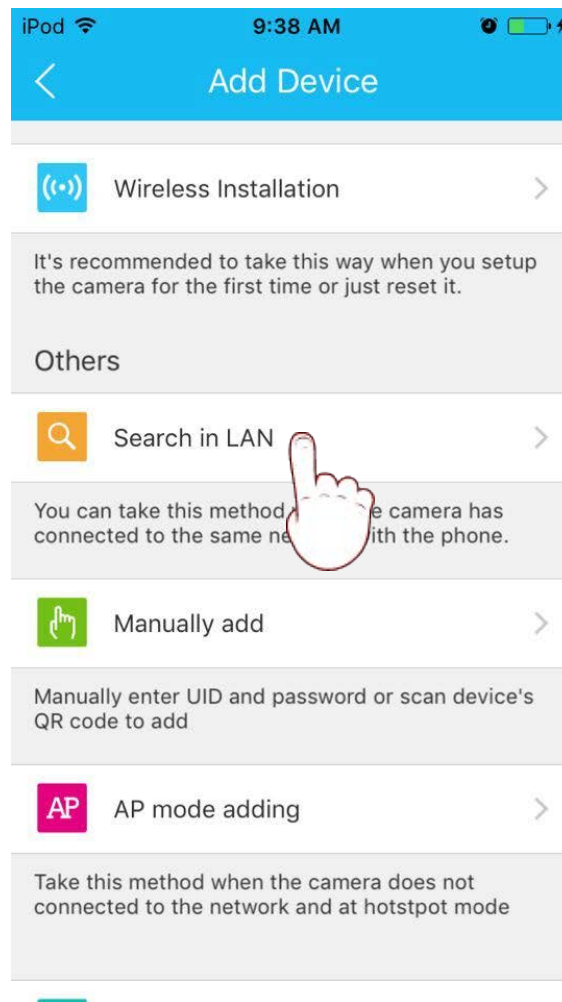 iPod 9:38 AM
Add Device
Wireless Installation
It's recommended to take this way when you setup
the camera for the first time or just reset it.
Others
Search in LAN
You can take this method e camera has
connected to the same ne ith the phone.
Manually add
Manually enter UID and password or scan device's
QR code to add
AP AP mode adding
Take this method when the camera does not
connected to the network and at hotstpot mode